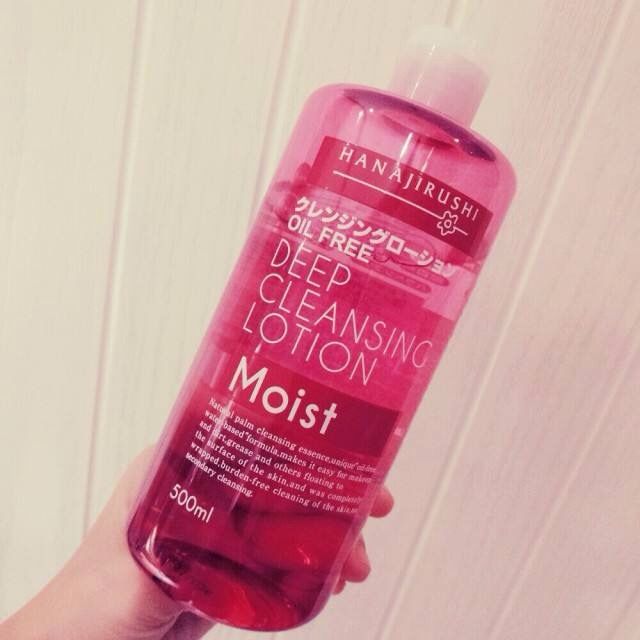 HANAJIRUSHI
クレンジングローション
OIL FREE
DEEP
CLEANSING
LOTION
Moist
Natural palm cleansing essence,unique
water-based formula,makes it easy for
and dirt,grease and others floating in
the surface of the skin,and was
wrapped,burden-free cleaning of the skin,
secondary cleansing.
500ml